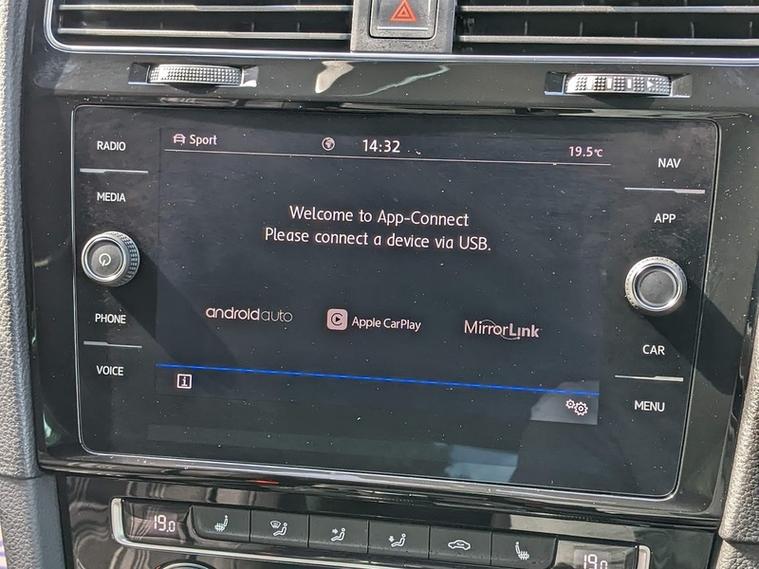 Sport 14:32 19.5°C
RADIO
MEDIA
PHONE
VOICE
Welcome to App-Connect
Please connect a device via USB.
androidauto Apple CarPlay MirrorLink
NAV
APP
CAR
MENU
19.0 19.0